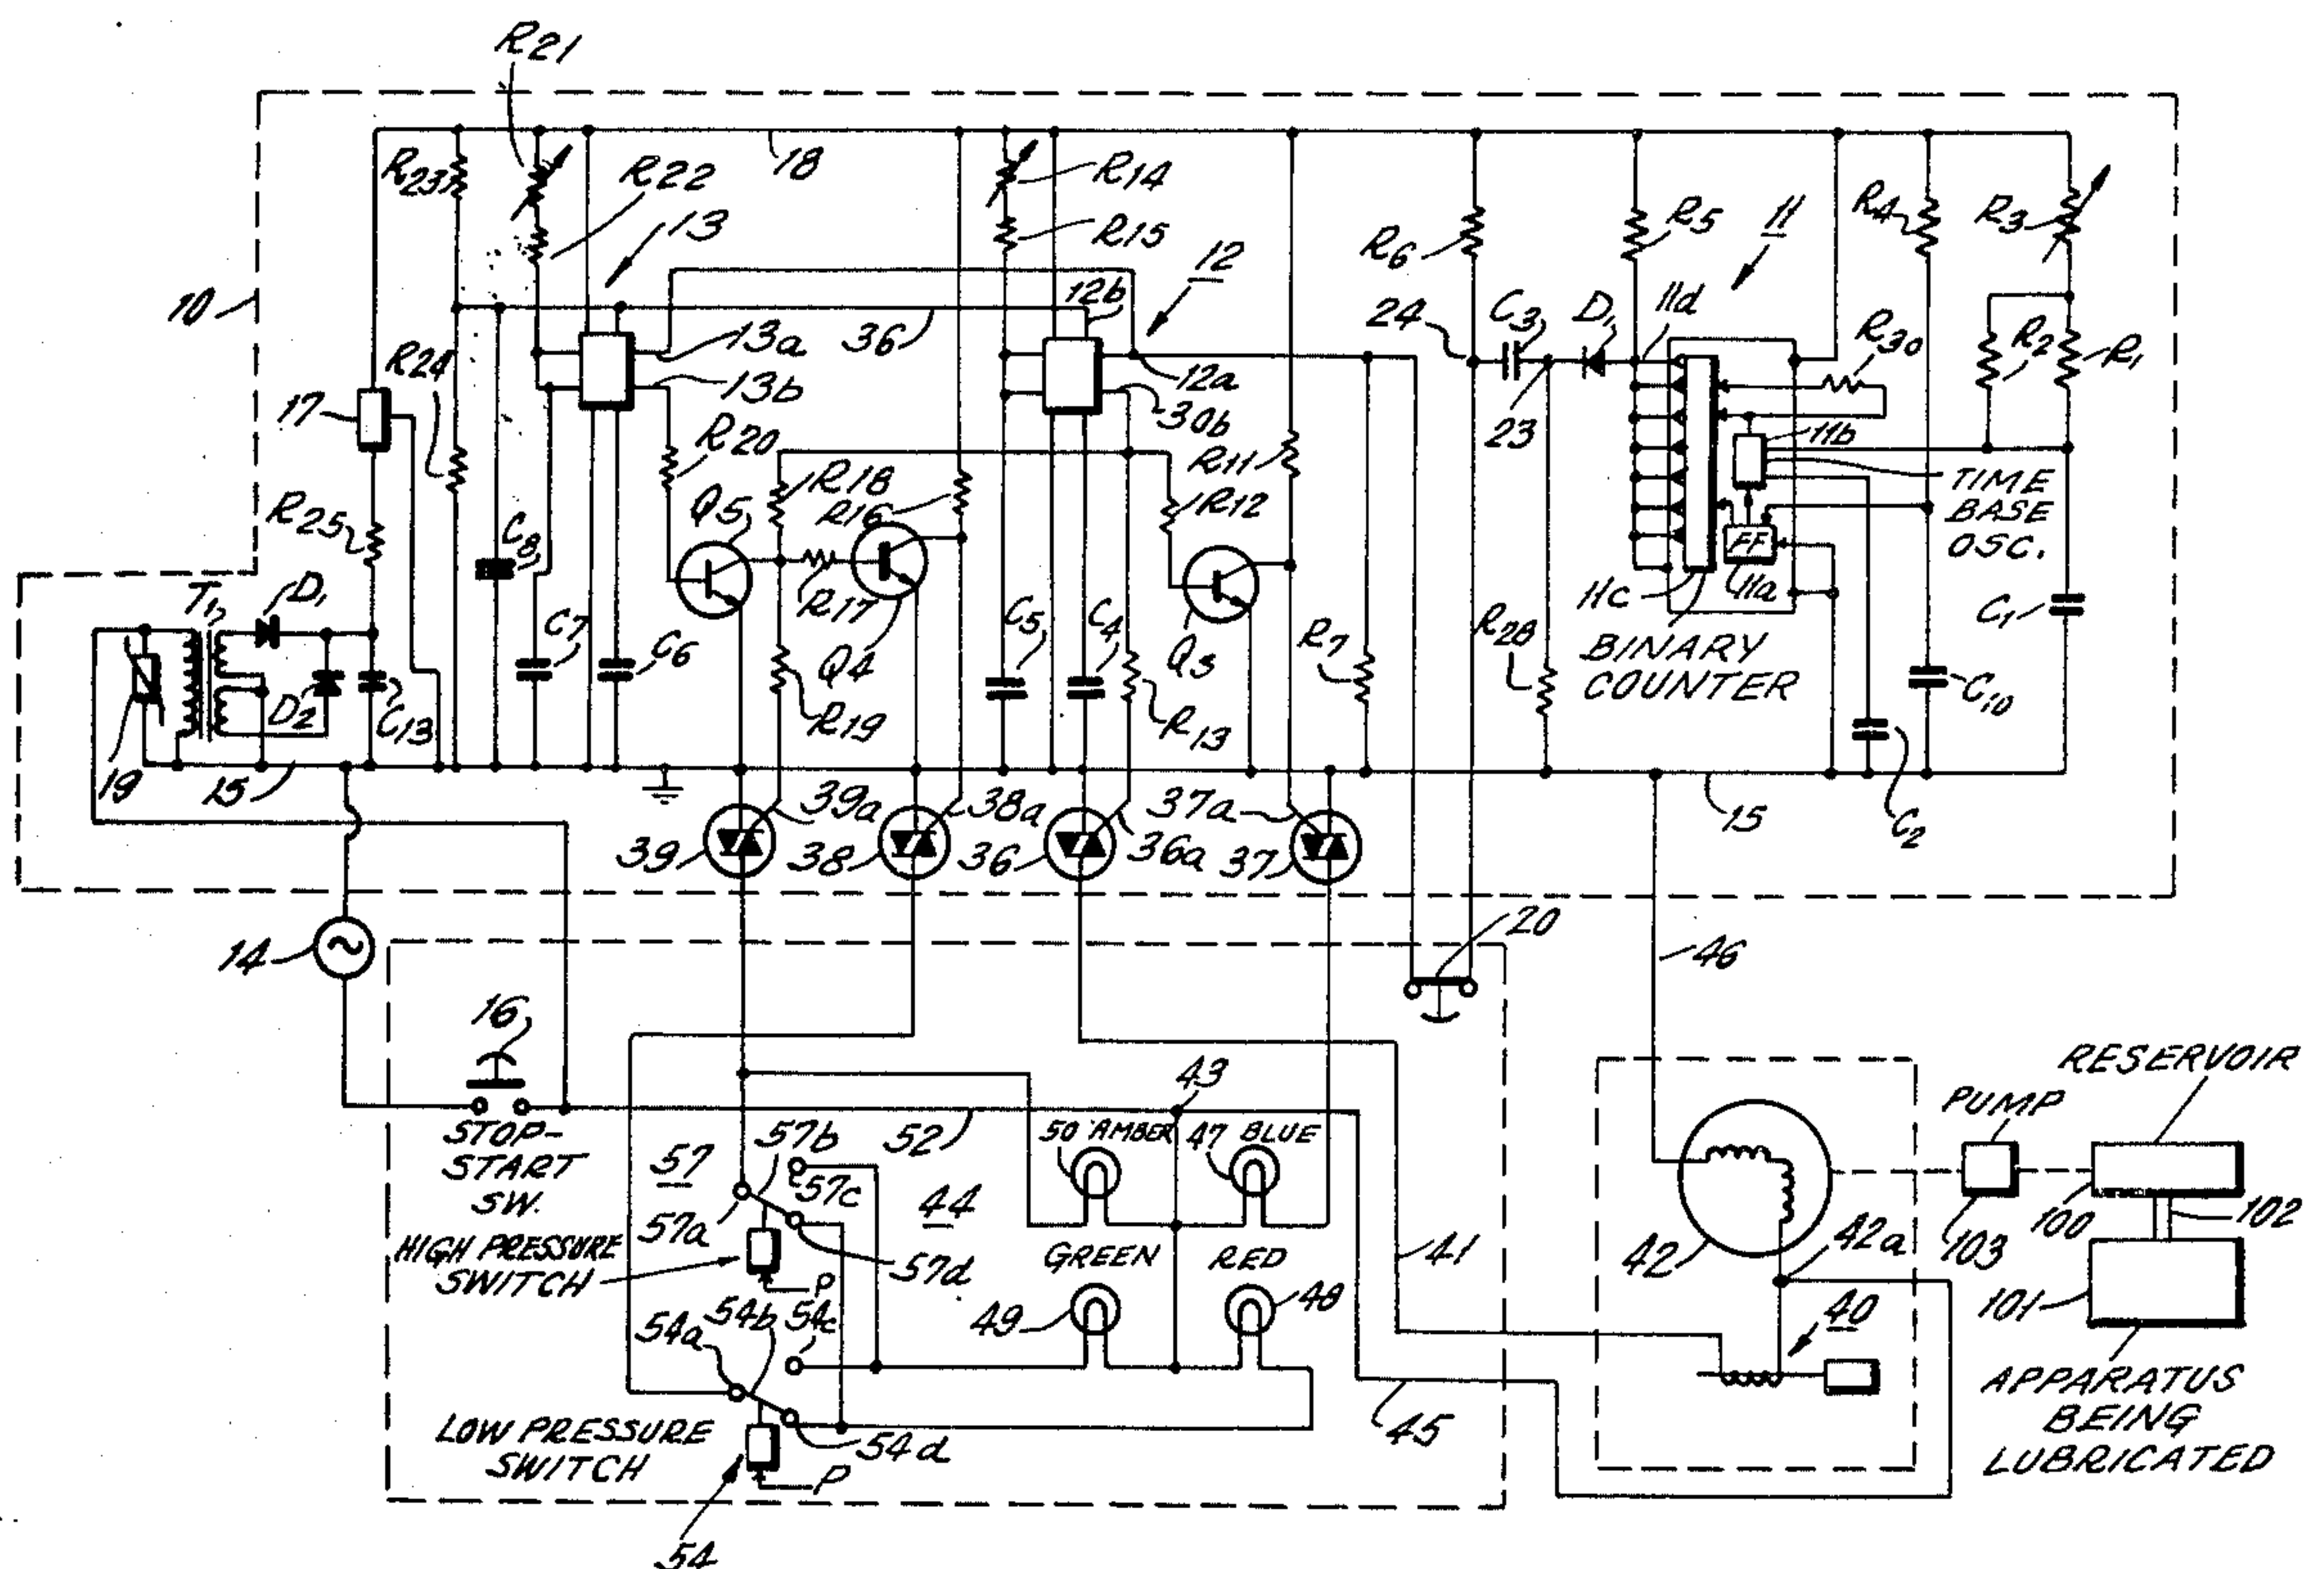 R21
18
R23
R22
13
R14
R15
12
12b
R6
R5
11
R4
R3
10
11d
24
C3
D1
R30
R2
R1
36
13a
13b
12a
30b
17
R24
23
11b
TIME
BASE
OSC.
R20
R18
R16
R11
R12
R25
C8
Q5
FF
11a
11c
T1
D1
R17
C7
C6
Q4
C5
C4
Q3
R7
R28
BINARY
COUNTER
C1
C10
D2
C13
R19
R13
19
15
15
C2
39a
38a
36a
37a
39
38
36
37
14
20
46
16
STOP-
START
SW.
43
52
57b
57
57c
50 AMBER
47 BLUE
RESERVOIR
PUMP
44
57a
57d
HIGH PRESSURE
SWITCH
P
GREEN
RED
41
42
42a
103
100
102
54b
54c
54a
49
48
40
101
LOW PRESSURE
SWITCH
54d
P
45
APPARATUS
BEING
LUBRICATED
54